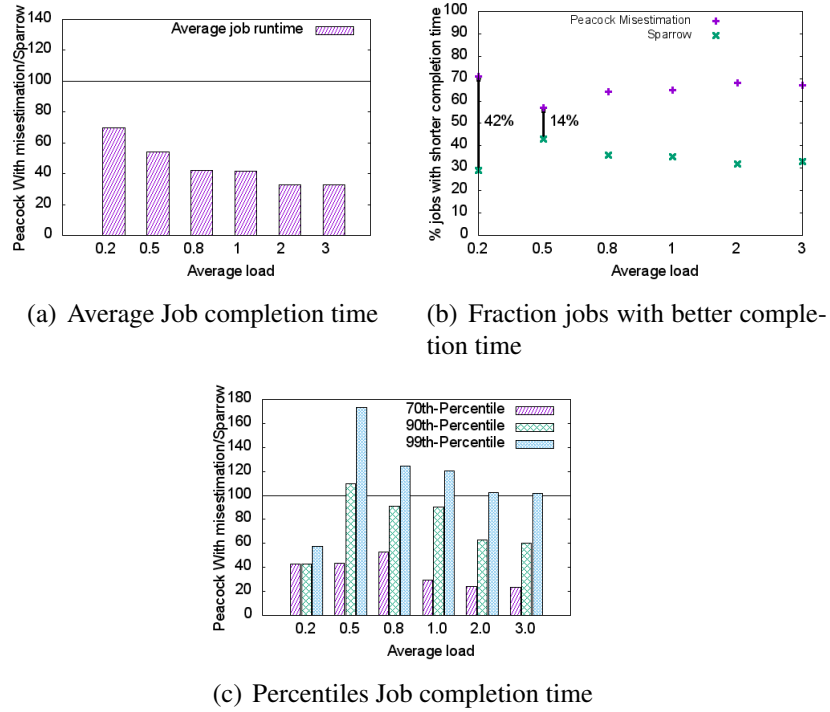 Peacock With misestimation/Sparrow
140
120
100
80
60
40
20
0
Average job runtime
0.2 0.5 0.8 1 2 3
Average load
(a) Average Job completion time
% jobs with shorter completion time
100
90
80
70
60
50
40
30
20
10
0
Peacock Misestimation
Sparrow
42%
14%
0.2 0.5 0.8 1 2 3
Average load
(b) Fraction jobs with better comple-
tion time
Peacock With misestimation/Sparrow
180
160
140
120
100
80
60
40
20
0
70th-Percentile
90th-Percentile
99th-Percentile
0.2 0.5 0.8 1.0 2.0 3.0
Average load
(c) Percentiles Job completion time